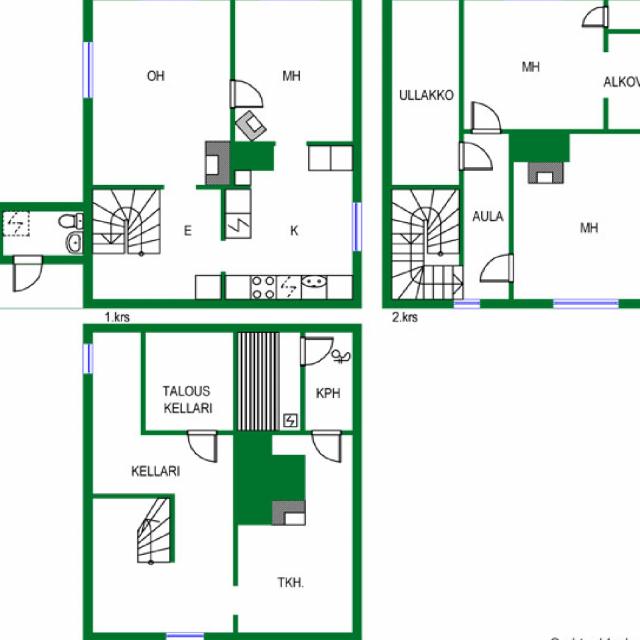 OH
MH
E
K
1.krs
ULLAKKO
MH
ALKOV
AULA
MH
2.krs
TALOUS
KELLARI
KPH
KELLARI
TKH.